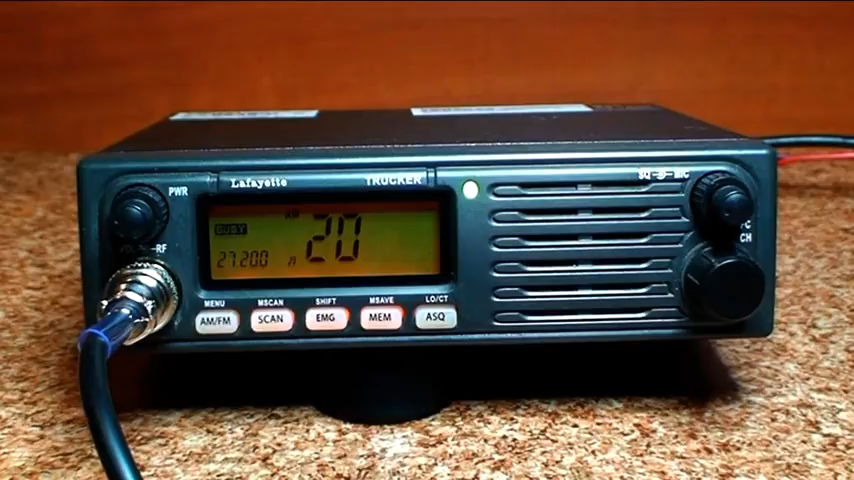 Lafayette TRUCKER
SQ MIC
PWR
AM
BUSY
20
27.200
RF
CH
MENU MSCAN SHIFT MSAVE LO/CT
AM/FM SCAN EMG MEM ASQ